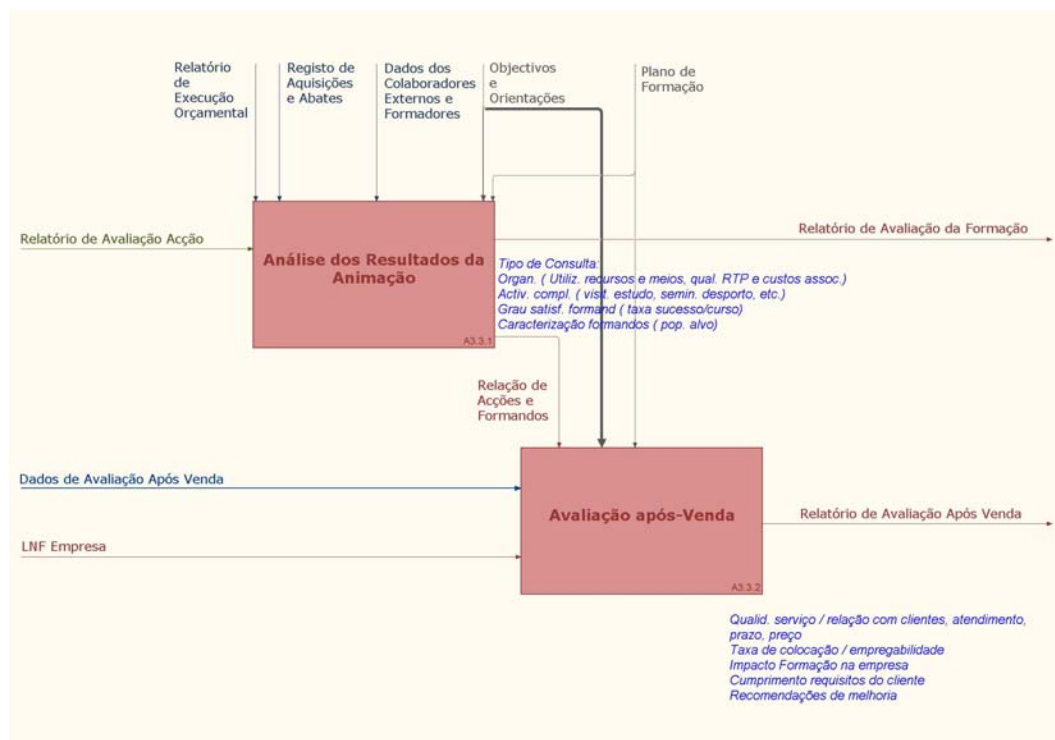 Relatório
de
Execução
Orçamental
Registo de
Aquisições
e Abates
Dados dos
Colaboradores
Externos e
Formadores
Objectivos
e
Orientações
Plano de
Formação
Relatório de Avaliação Acção
Análise dos Resultados da
Animação
A3.3.1
Relatório de Avaliação da Formação
Tipo de Consulta:
Organ. ( Utiliz. recursos e meios, qual. RTP e custos assoc.)
Activ. compl. ( visit. estudo, semin. desporto, etc.)
Grau satisf. formand ( taxa sucesso/curso)
Caracterização formandos ( pop. alvo)
Relação de
Acções e
Formandos
Dados de Avaliação Após Venda
LNF Empresa
Avaliação após-Venda
A3.3.2
Relatório de Avaliação Após Venda
Qualid. serviço / relação com clientes, atendimento,
prazo, preço
Taxa de colocação / empregabilidade
Impacto Formação na empresa
Cumprimento requisitos do cliente
Recomendações de melhoria